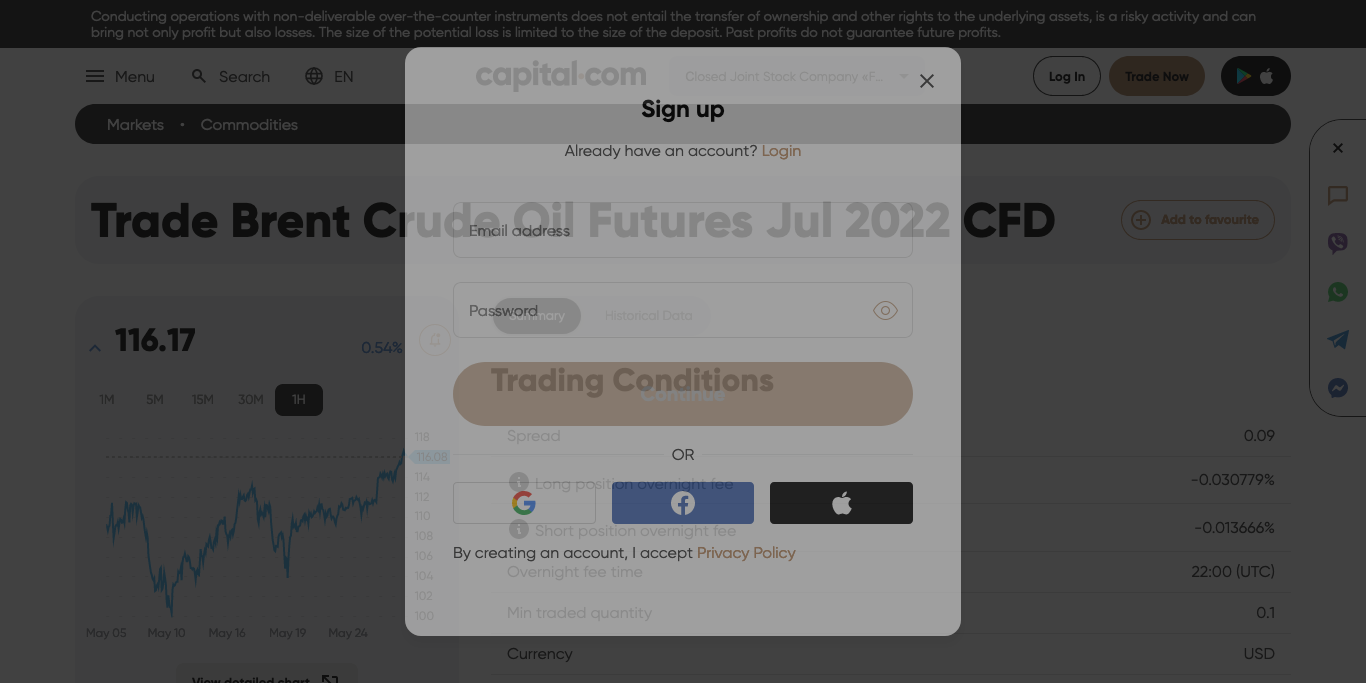 Conducting operations with non-deliverable over-the-counter instruments does not entail the transfer of ownership and other rights to the underlying assets, is a risky activity and can
bring not only profit but also losses. The size of the potential loss is limited to the size of the deposit. Past profits do not guarantee future profits.
Menu
Search
EN
capital.com
Closed Joint Stock Company «F...
Log In
Trade Now
Sign up
Markets • Commodities
Already have an account? Login
Trade Brent Crude Oil Futures Jul 2022 CFD
Add to favourite
Email address
Password
Summary
Historical Data
116.17
0.54%
1M
5M
15M
30M
1H
Trading Conditions
Continue
118
116.08
114
112
110
108
106
104
102
100
May 05
May 10
May 16
May 19
May 24
View detailed chart
Spread
0.09
OR
Long position overnight fee
-0.030779%
Short position overnight fee
-0.013666%
By creating an account, I accept Privacy Policy
Overnight fee time
22:00 (UTC)
Min traded quantity
0.1
Currency
USD